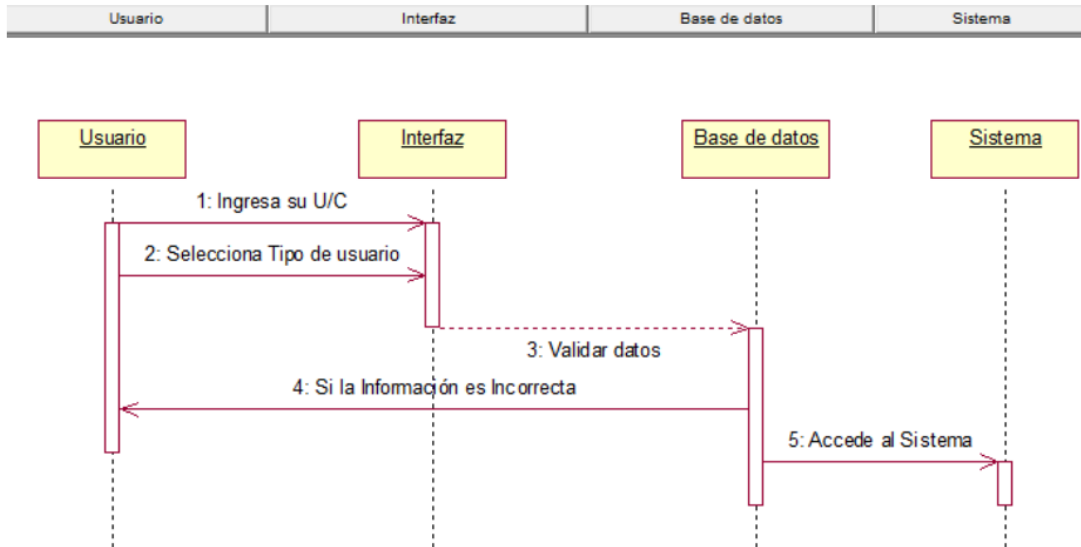 Usuario
Interfaz
Base de datos
Sistema
Usuario
Interfaz
Base de datos
Sistema
1: Ingresa su U/C
2: Selecciona Tipo de usuario
3: Validar datos
4: Si la Información es Incorrecta
5: Accede al Sistema